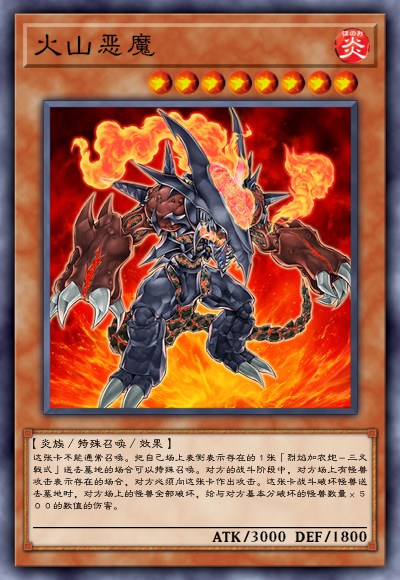 火山恶魔
ほのお
炎
【炎族／特殊召唤／效果】
这张卡不能通常召唤。把自己场上表侧表示存在的1张「烈焰加农炮－三叉
戟式」送去墓地的场合可以特殊召唤。对方的战斗阶段中，对方场上有怪兽
攻击表示存在的场合，对方必须向这张卡作出攻击。这张卡战斗破坏怪兽送
去墓地时，对方场上的怪兽全部破坏，给与对方基本分破坏的怪兽数量×5
00的数值的伤害。
ATK/3000 DEF/1800